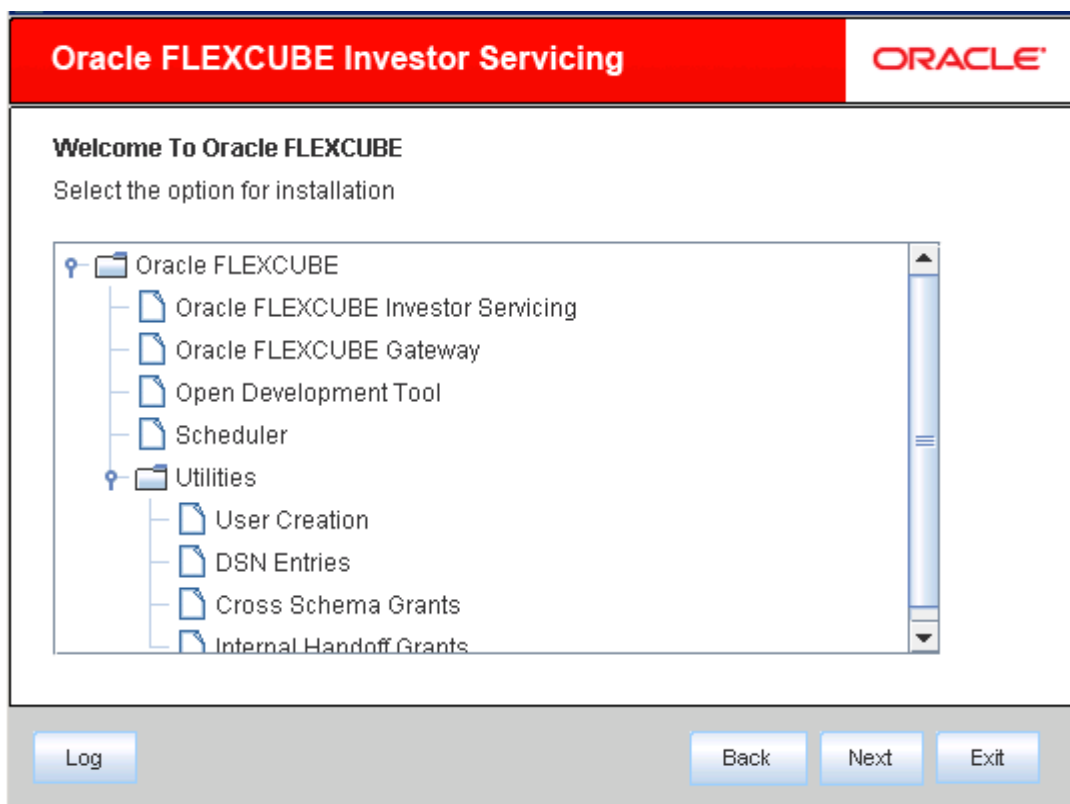 Oracle FLEXCUBE Investor Servicing
ORACLE
Welcome To Oracle FLEXCUBE
Select the option for installation
Oracle FLEXCUBE
Oracle FLEXCUBE Investor Servicing
Oracle FLEXCUBE Gateway
Open Development Tool
Scheduler
Utilities
User Creation
DSN Entries
Cross Schema Grants
Internal Handoff Grants
Log
Back
Next
Exit